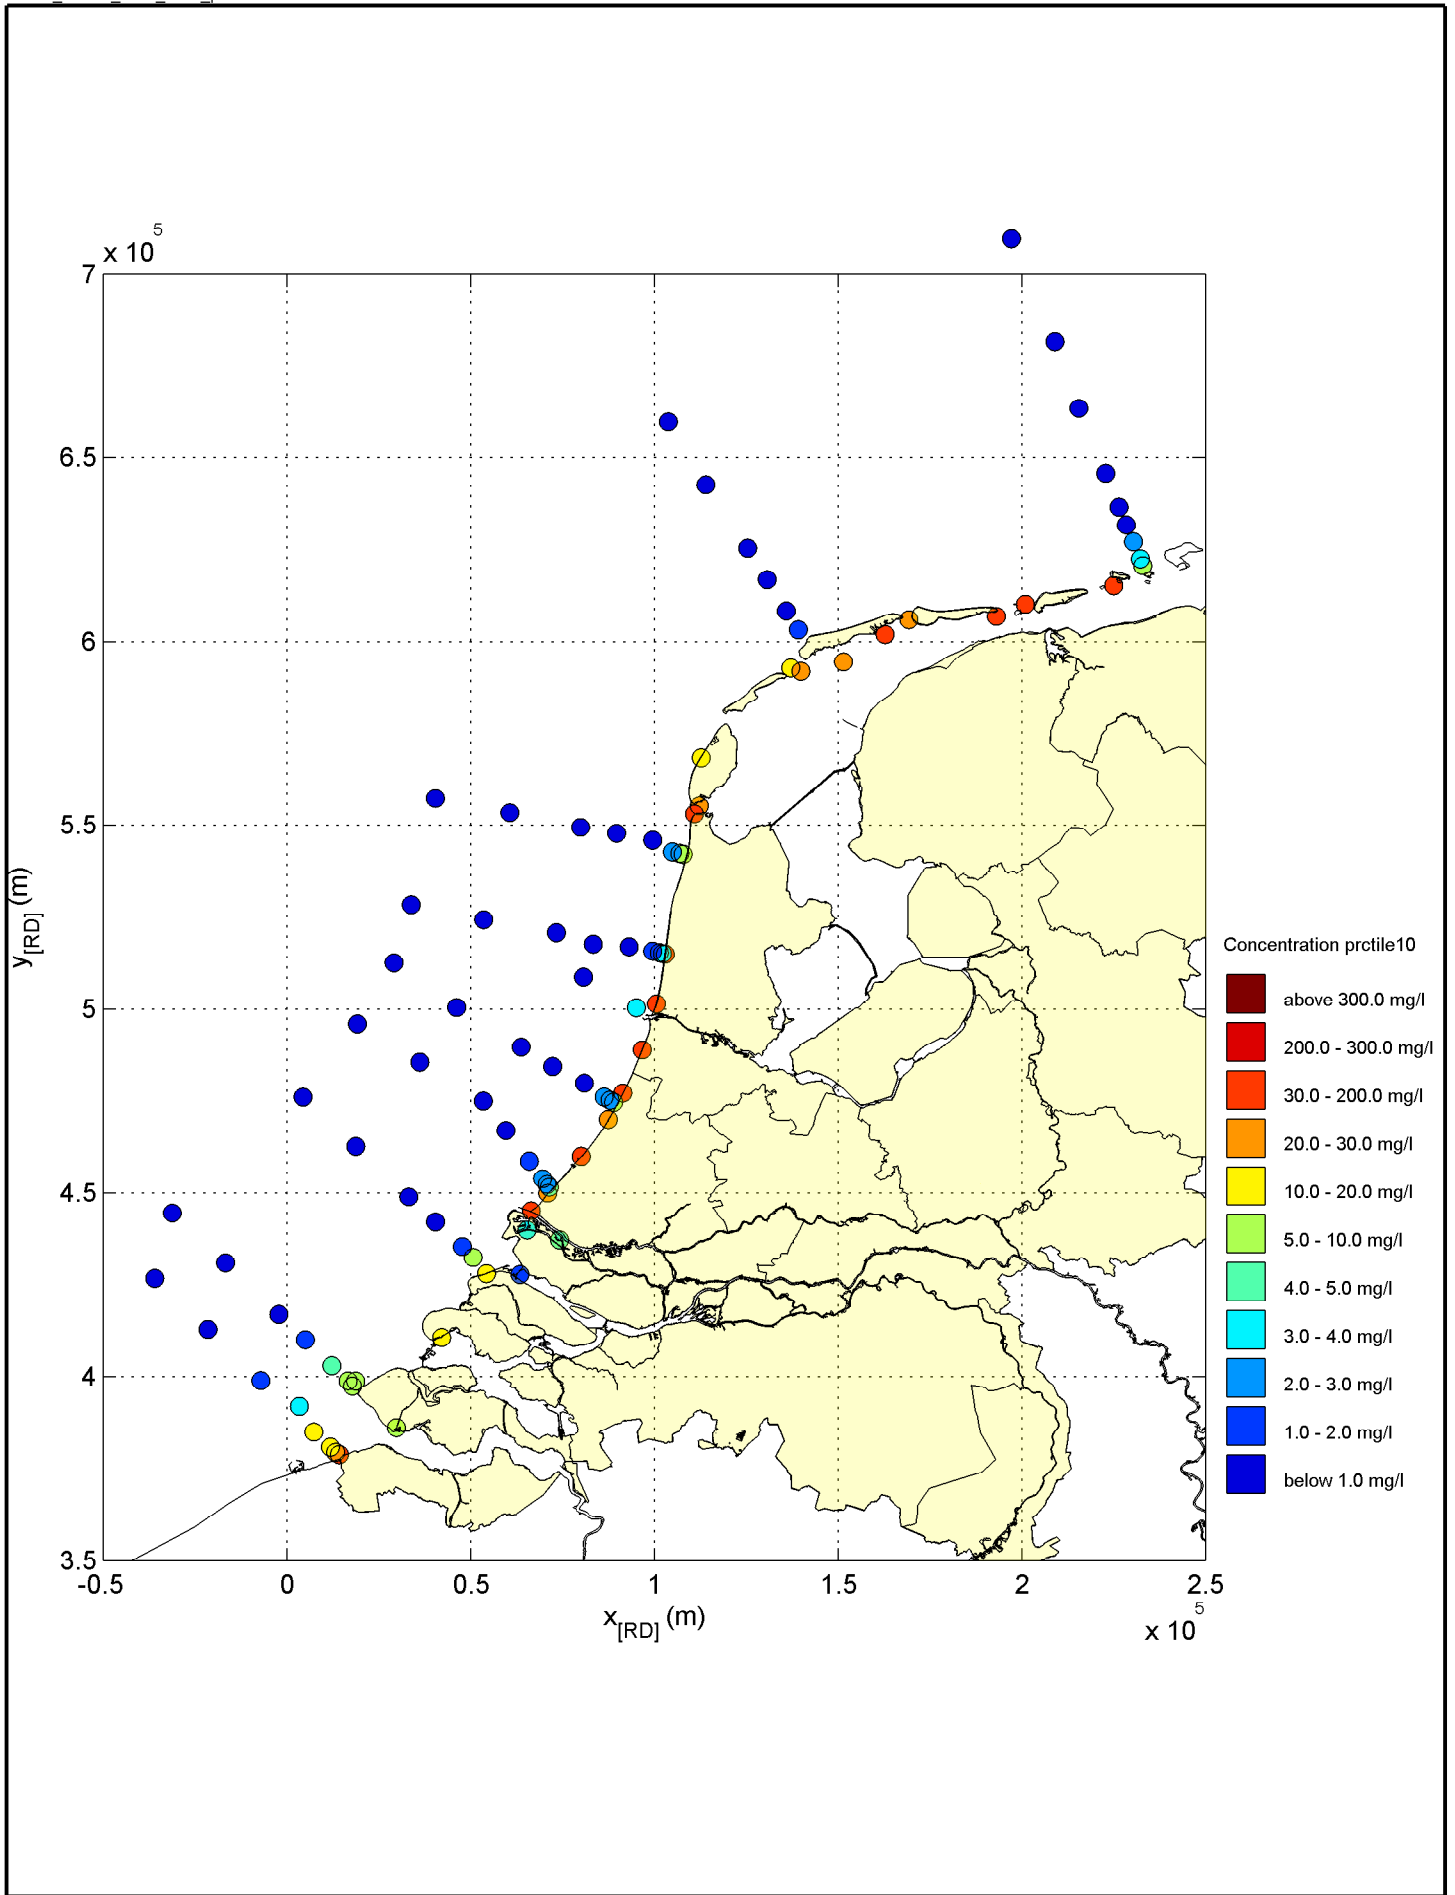 x 10 5
7
6.5
6
5.5
5
4.5
4
3.5
y[RD] (m)
-0.5 0 0.5 1 1.5 2 2.5
x[RD] (m)
x 10 5
Concentration prctile10
above 300.0 mg/l
200.0 - 300.0 mg/l
30.0 - 200.0 mg/l
20.0 - 30.0 mg/l
10.0 - 20.0 mg/l
5.0 - 10.0 mg/l
4.0 - 5.0 mg/l
3.0 - 4.0 mg/l
2.0 - 3.0 mg/l
1.0 - 2.0 mg/l
below 1.0 mg/l